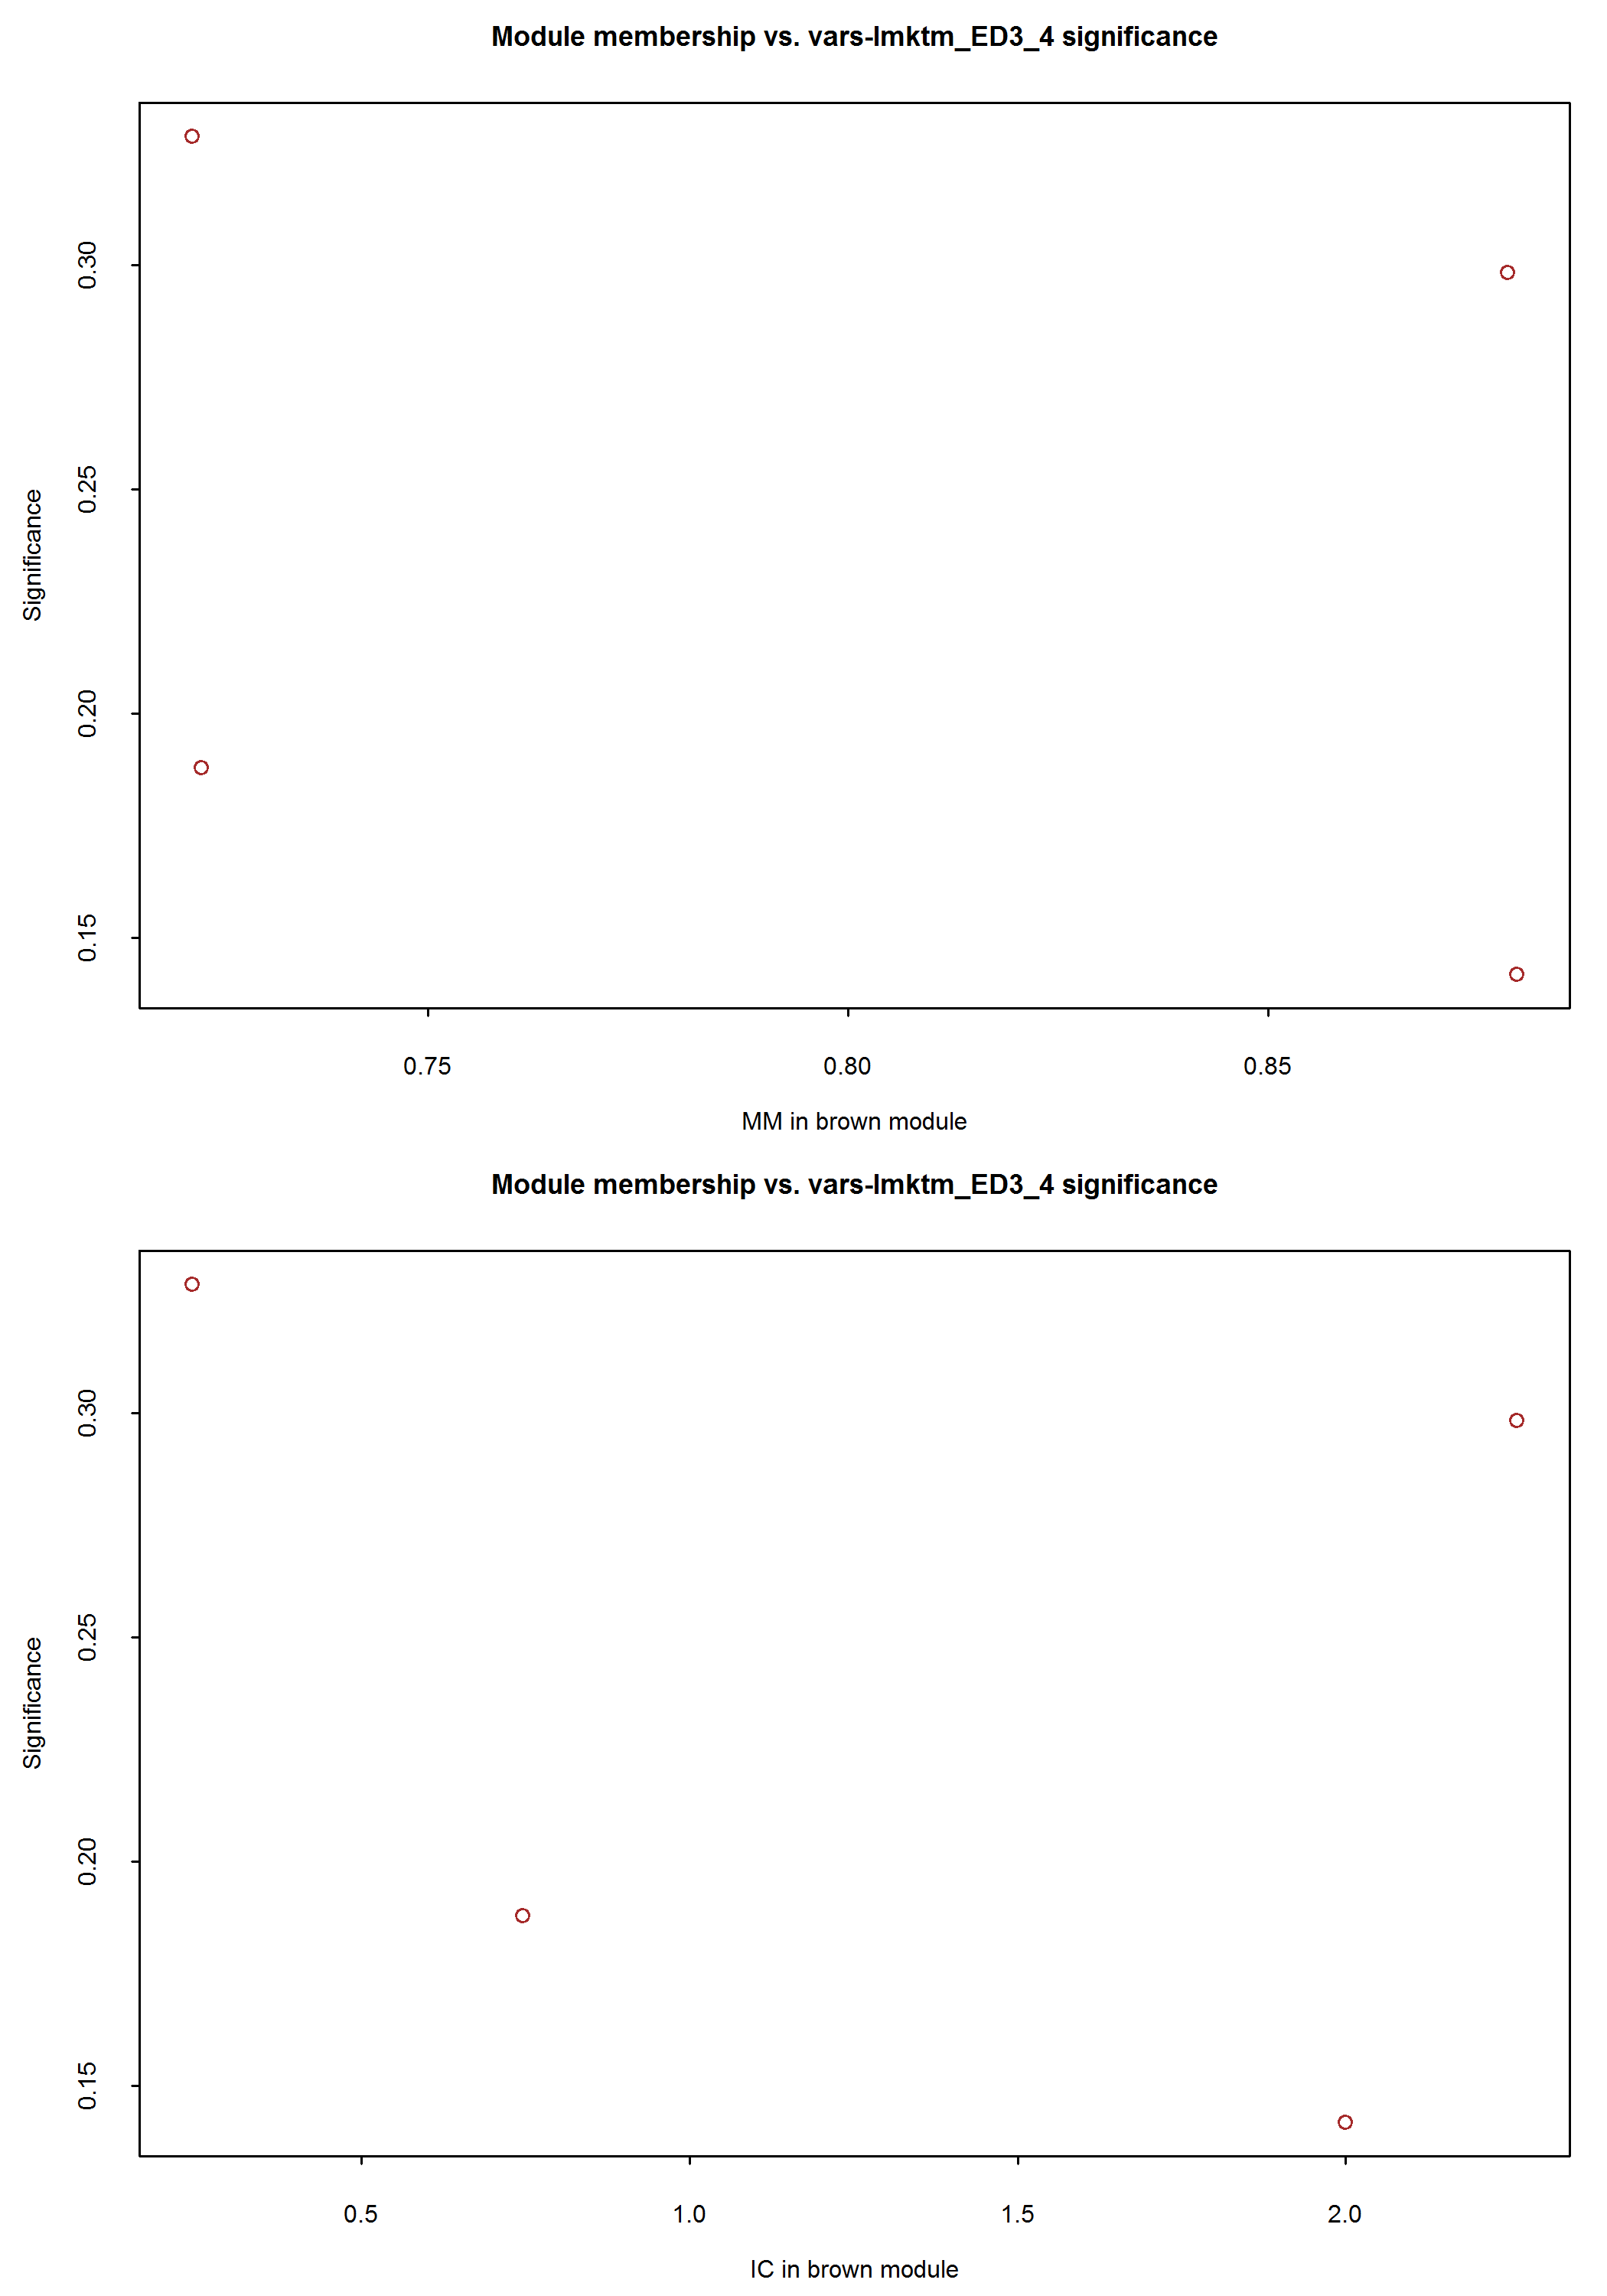 Module membership vs. vars-lmktm_ED3_4 significance
0.30
0.25
0.20
0.15
Significance
0.75 0.80 0.85
MM in brown module
Module membership vs. vars-lmktm_ED3_4 significance
0.30
0.25
0.20
0.15
Significance
0.5 1.0 1.5 2.0
IC in brown module